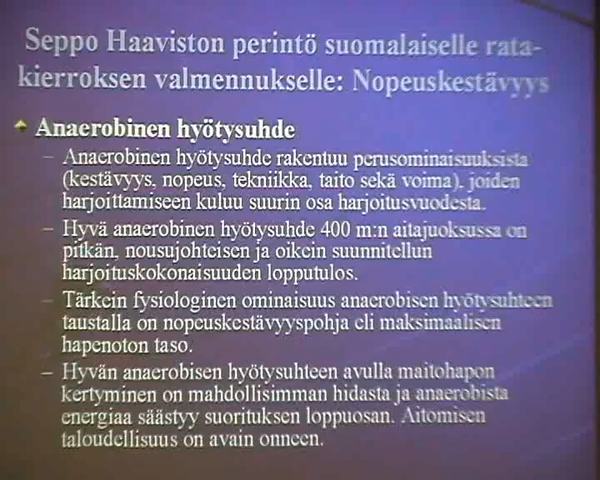 Seppo Haaviston perintö suomalaiselle rata-
kierroksen valmennukselle: Nopeuskestävyys
Anaerobinen hyötysuhde
– Anaerobinen hyötysuhde rakentuu perusominaisuuksista
(kestävyys, nopeus, tekniikka, taito sekä voima), joiden
harjoittamiseen kuluu suurin osa harjoitusvuodesta.
– Hyvä anaerobinen hyötysuhde 400 m:n aitajuoksussa on
pitkän, nousujohteisen ja oikein suunnitellun
harjoituskokonaisuuden lopputulos.
– Tärkein fysiologinen ominaisuus anaerobisen hyötysuhteen
taustalla on nopeuskestävyyspohja eli maksimaalisen
hapenoton taso.
– Hyvän anaerobisen hyötysuhteen avulla maitohapon
kertyminen on mahdollisimman hidasta ja anaerobista
energiaa säästyy suorituksen loppuosan. Aitomisen
taloudellisuus on avain onneen.